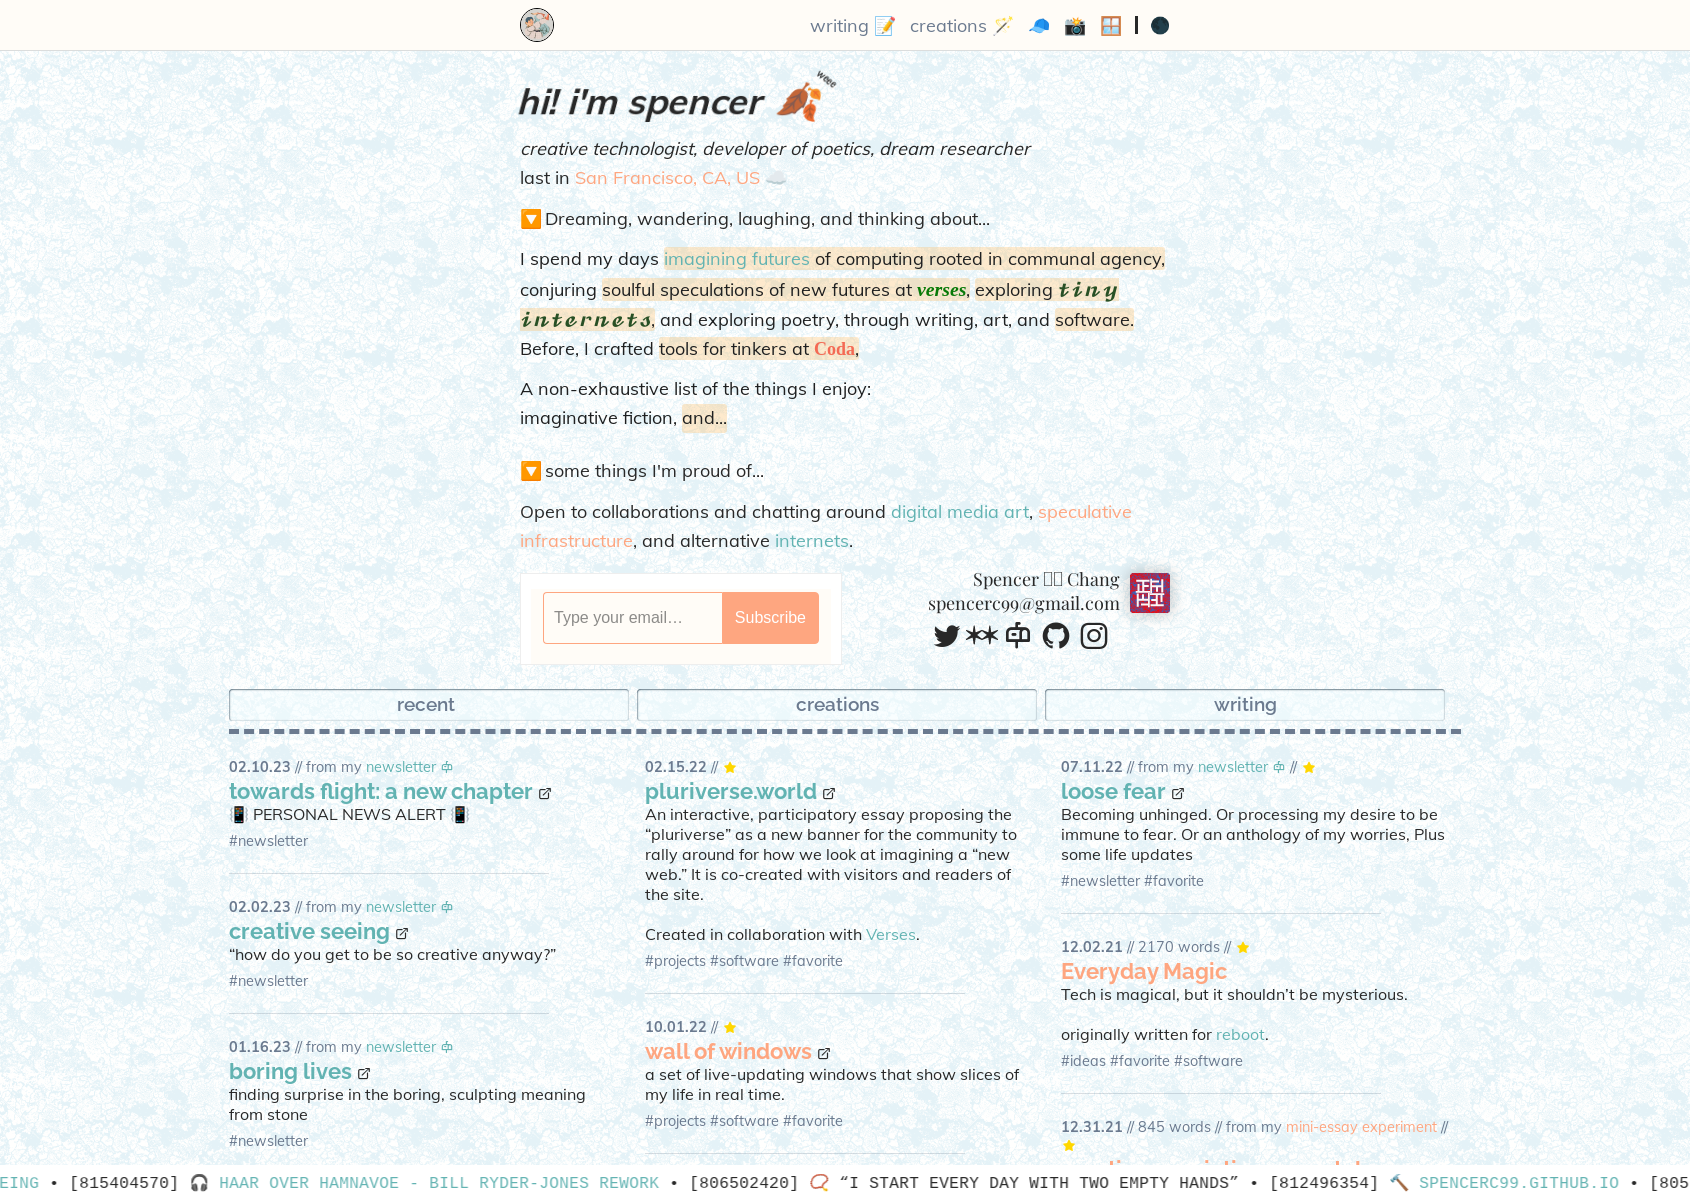 writing 📝 creations 🪄 🧢 📸 🪟 | 🌑
hi! i'm spencer 🍂 weee
creative technologist, developer of poetics, dream researcher
last in San Francisco, CA, US ☁️
🔽 Dreaming, wandering, laughing, and thinking about...
I spend my days imagining futures of computing rooted in communal agency,
conjuring soulful speculations of new futures at verses, exploring tiny
internets, and exploring poetry, through writing, art, and software.
Before, I crafted tools for tinkers at Coda,
A non-exhaustive list of the things I enjoy:
imaginative fiction, and...
🔽 some things I'm proud of...
Open to collaborations and chatting around digital media art, speculative
infrastructure, and alternative internets.
Type your email…
Subscribe
Spencer Chang
spencerc99@gmail.com
recent
02.10.23 // from my newsletter
towards flight: a new chapter
📳 PERSONAL NEWS ALERT 📳
#newsletter
02.02.23 // from my newsletter
creative seeing
“how do you get to be so creative anyway?”
#newsletter
01.16.23 // from my newsletter
boring lives
finding surprise in the boring, sculpting meaning
from stone
#newsletter
creations
02.15.22 // ⭐
pluriverse.world
An interactive, participatory essay proposing the
“pluriverse” as a new banner for the community to
rally around for how we look at imagining a “new
web.” It is co-created with visitors and readers of
the site.
Created in collaboration with Verses.
#projects #software #favorite
10.01.22 // ⭐
wall of windows
a set of live-updating windows that show slices of
my life in real time.
#projects #software #favorite
writing
07.11.22 // from my newsletter // ⭐
loose fear
Becoming unhinged. Or processing my desire to be
immune to fear. Or an anthology of my worries, Plus
some life updates
#newsletter #favorite
12.02.21 // 2170 words // ⭐
Everyday Magic
Tech is magical, but it shouldn’t be mysterious.
originally written for reboot.
#ideas #favorite #software
12.31.21 // 845 words // from my mini-essay experiment //
⭐
EING • [815404570] 🎧 HAAR OVER HAMNAVOE - BILL RYDER-JONES REWORK • [806502420] 📿 “I START EVERY DAY WITH TWO EMPTY HANDS” • [812496354] 🔨 SPENCERC99.GITHUB.IO • [805